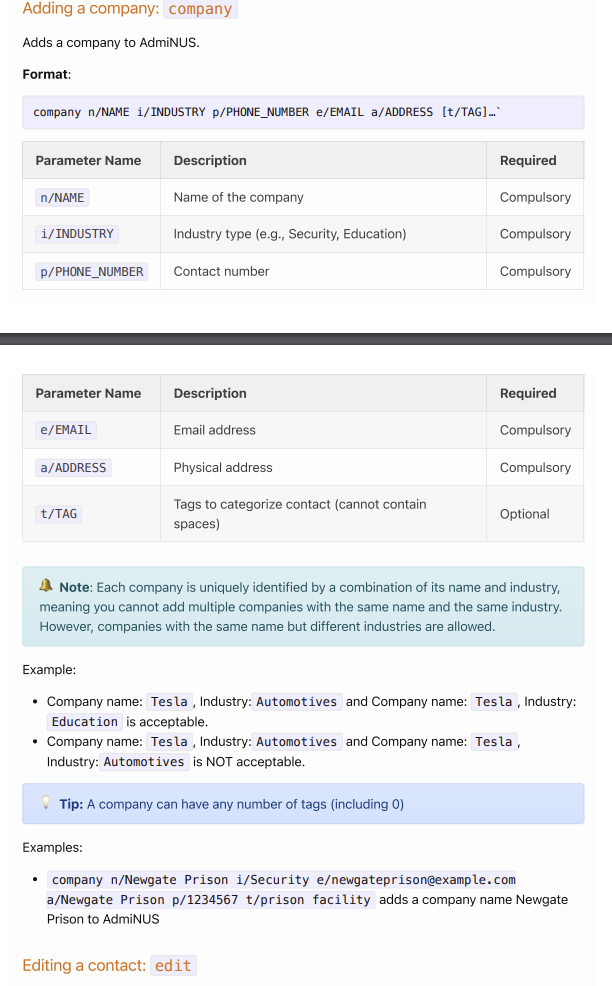 Adding a company: company
Adds a company to AdmiNUS.
Format:
company n/NAME i/INDUSTRY p/PHONE_NUMBER e/EMAIL a/ADDRESS [t/TAG]…`
Parameter Name Description Required
n/NAME Name of the company Compulsory
i/INDUSTRY Industry type (e.g., Security, Education) Compulsory
p/PHONE_NUMBER Contact number Compulsory
Parameter Name Description Required
e/EMAIL Email address Compulsory
a/ADDRESS Physical address Compulsory
t/TAG Tags to categorize contact (cannot contain
spaces) Optional
🔔 Note: Each company is uniquely identified by a combination of its name and industry,
meaning you cannot add multiple companies with the same name and the same industry.
However, companies with the same name but different industries are allowed.
Example:
• Company name: Tesla , Industry: Automotives and Company name: Tesla , Industry:
Education is acceptable.
• Company name: Tesla , Industry: Automotives and Company name: Tesla ,
Industry: Automotives is NOT acceptable.
💡 Tip: A company can have any number of tags (including 0)
Examples:
• company n/Newgate Prison i/Security e/newgateprison@example.com
a/Newgate Prison p/1234567 t/prison facility adds a company name Newgate
Prison to AdmiNUS
Editing a contact: edit